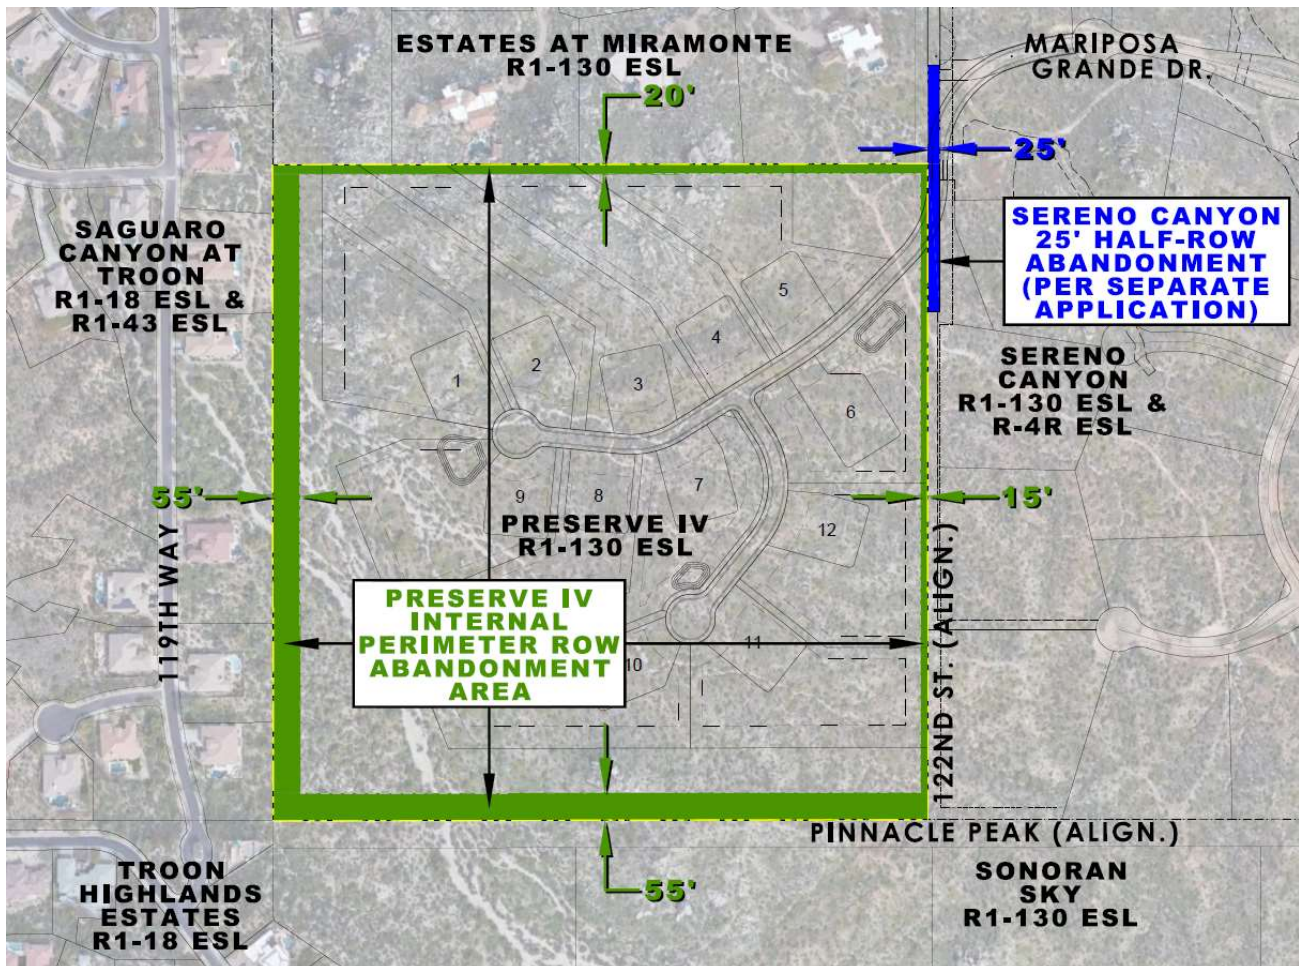 ESTATES AT MIRAMONTE
R1-130 ESL
20'
MARIPOSA
GRANDE DR.
25'
SERENO CANYON
25' HALF-ROW
ABANDONMENT
(PER SEPARATE
APPLICATION)
SAGUARO
CANYON AT
TROON
R1-18 ESL &
R1-43 ESL
5
4
2
3
1
6
SERENO
CANYON
R1-130 ESL &
R-4R ESL
55'
15'
9
8
7
12
PRESERVE IV
R1-130 ESL
119TH WAY
122ND ST. (ALIGN.)
PRESERVE IV
INTERNAL
PERIMETER ROW
ABANDONMENT
AREA
10
11
PINNACLE PEAK (ALIGN.)
55'
TROON
HIGHLANDS
ESTATES
R1-18 ESL
SONORAN
SKY
R1-130 ESL